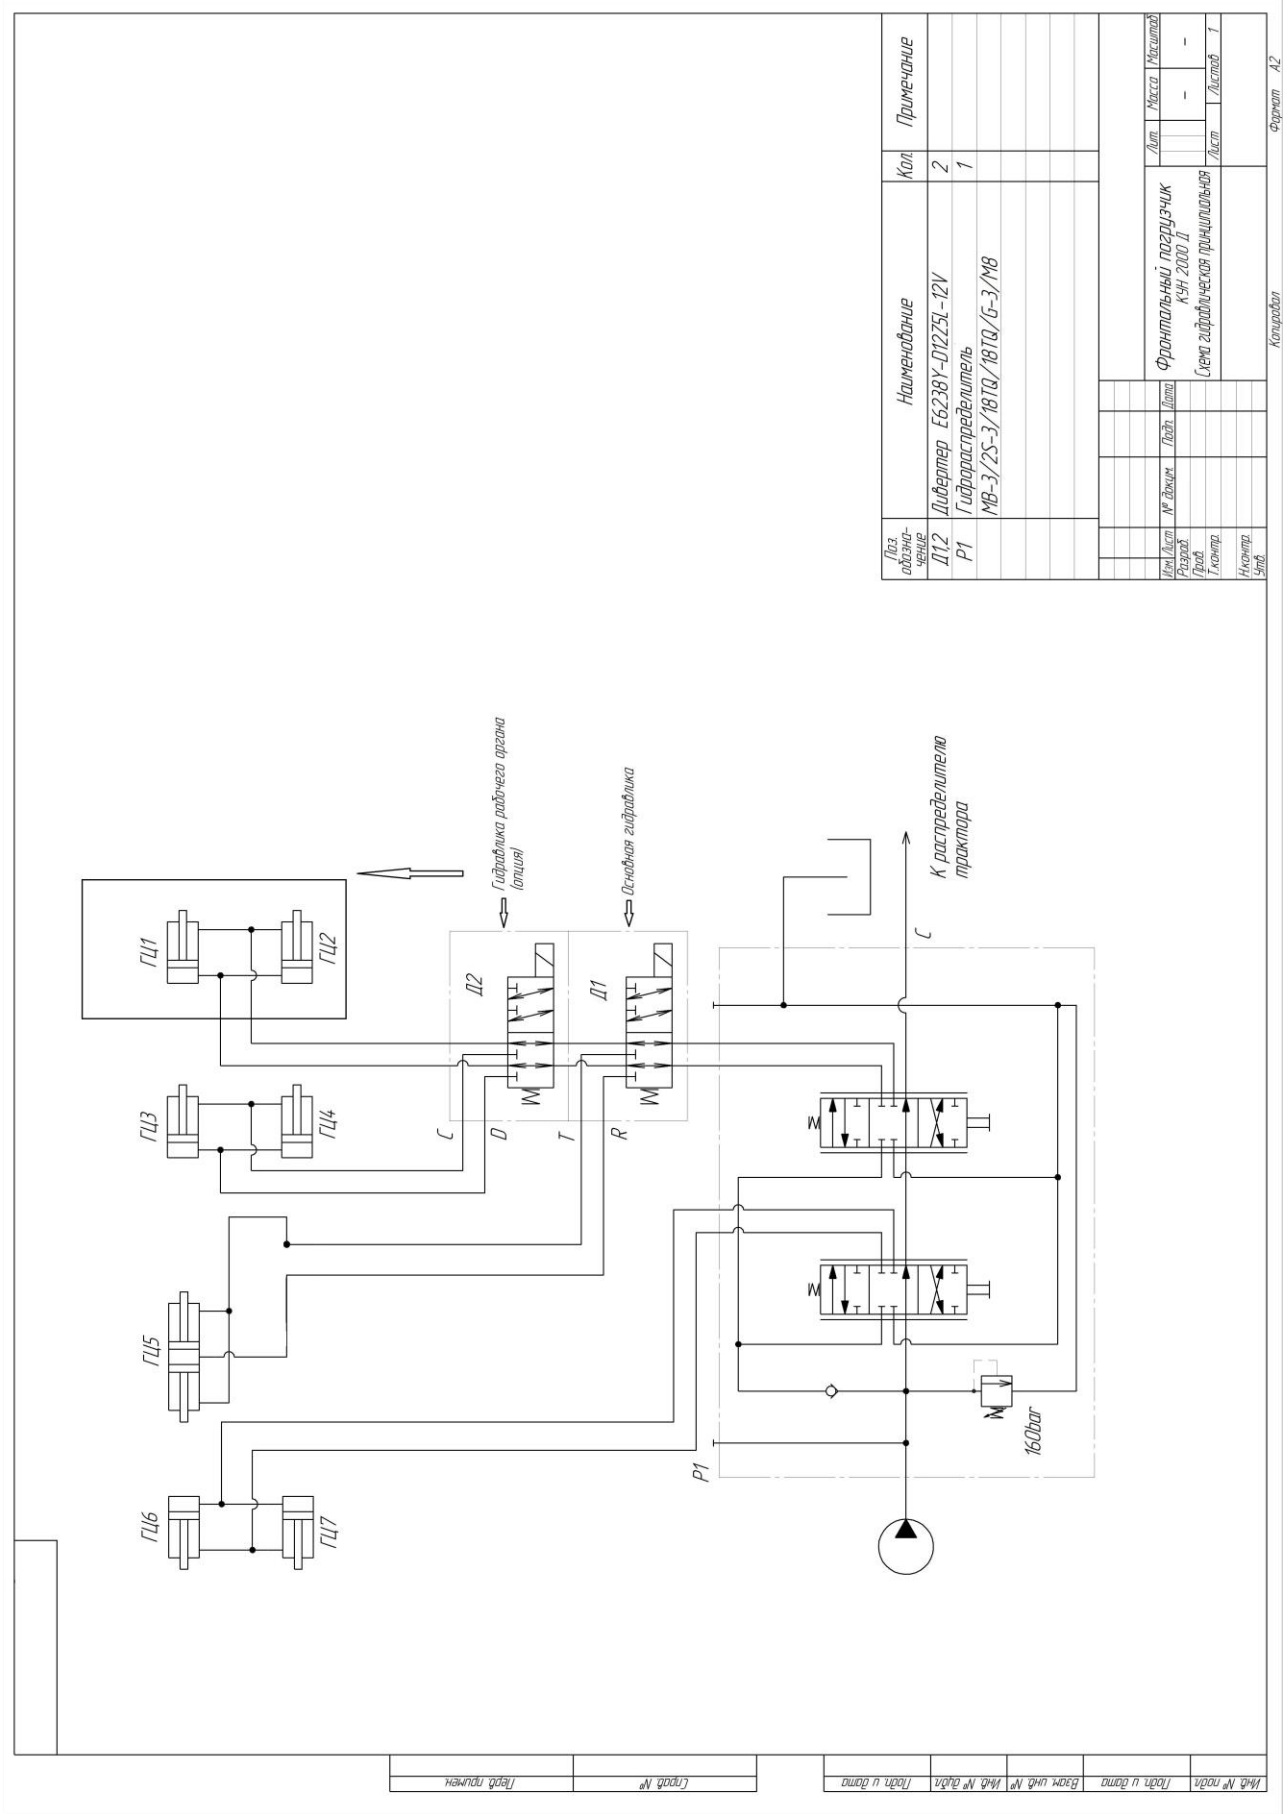 ГЦ6
ГЦ7
ГЦ5
ГЦ3
ГЦ4
ГЦ1
ГЦ2
C
D
T
R
Д2
Д1
Гидравлика рабочего органа
(опция)
Основная гидравлика
P1
160bar
C
К распределителю
трактора
Поз.
обозна-
чение
Наименование
Кол.
Примечание
Д1,2 Дивертер E6238Y-D12Z5L-12V 2
P1 Гидрораспределитель 1
MB-3/2S-3/18TQ/18TQ/G-3/M8
Изм. Лист № докум. Подп. Дата
Разраб.
Пров.
Т.контр.
Н.контр.
Утв.
Фронтальный погрузчик
КУН 2000 Д
Схема гидравлическая принципиальная
Лит. Масса Масштаб
- -
Лист Листов 1
Копировал Формат А2
Перв. примен.
Справ. №
Подп. и дата
Инв. № дубл.
Взам. инв. №
Подп. и дата
Инв. № подл.